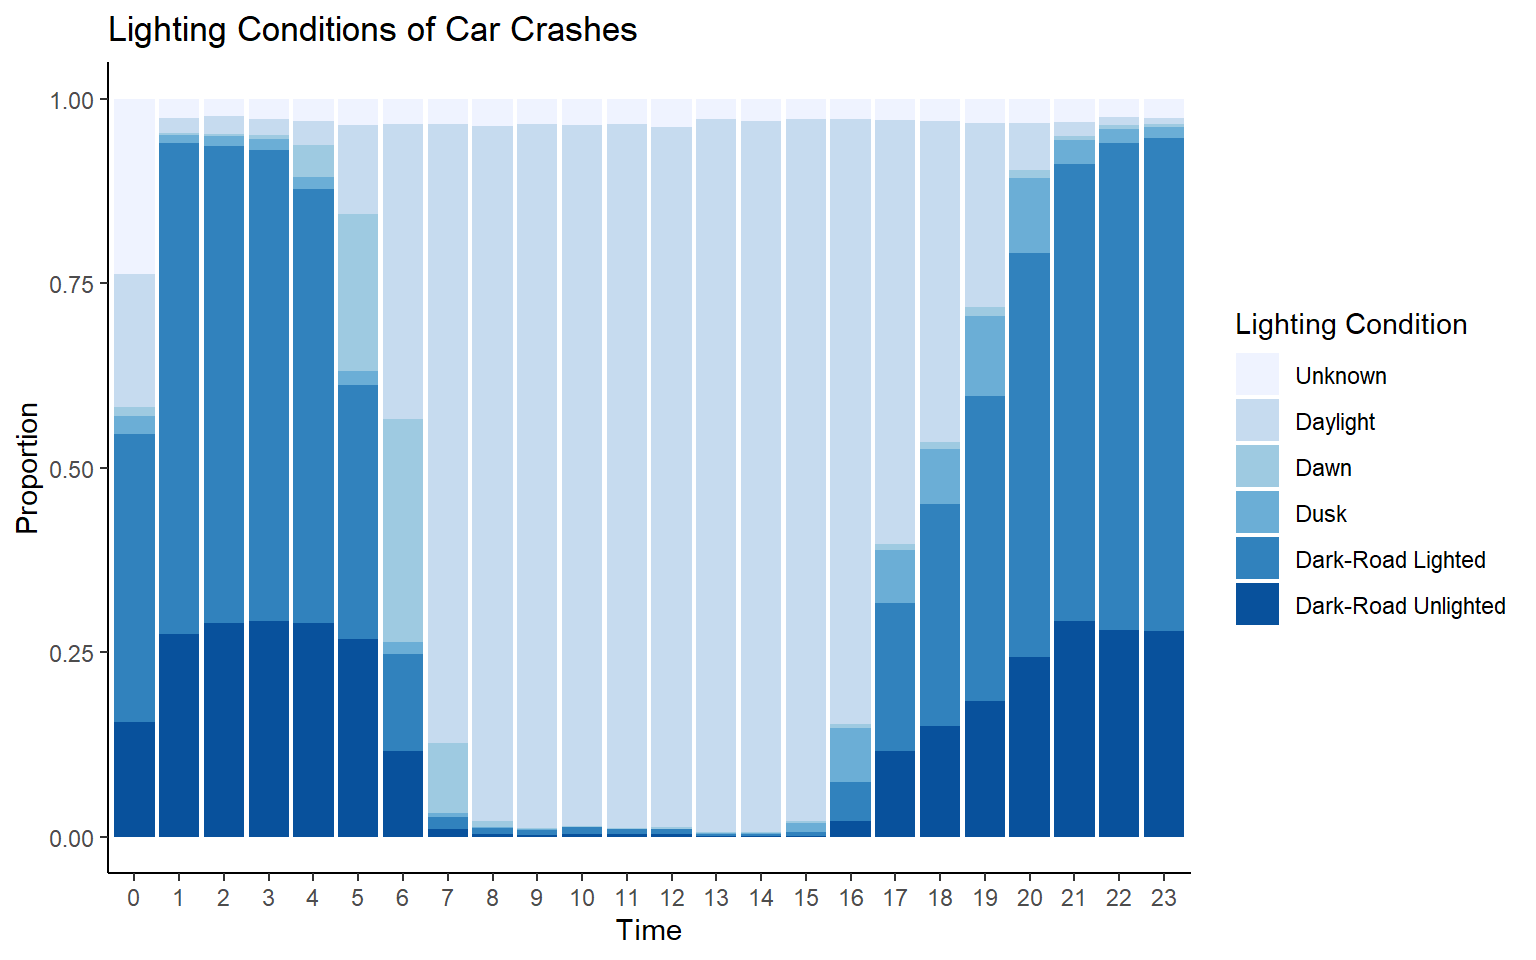 Lighting Conditions of Car Crashes
1.00
0.75
0.50
0.25
0.00
Proportion
0 1 2 3 4 5 6 7 8 9 10 11 12 13 14 15 16 17 18 19 20 21 22 23
Time
Lighting Condition
Unknown
Daylight
Dawn
Dusk
Dark-Road Lighted
Dark-Road Unlighted